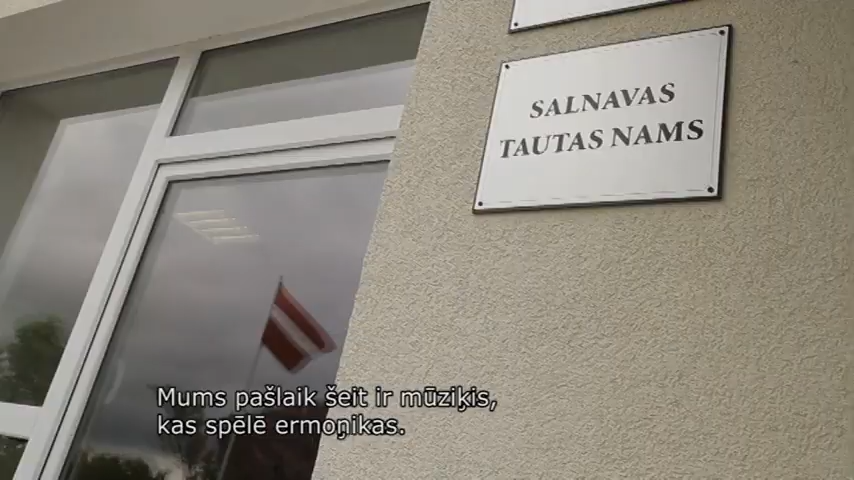 SALNAVAS
TAUTAS NAMS
Mums pašlaik šeit ir mūziķis,
kas spēlē ermoņikas.